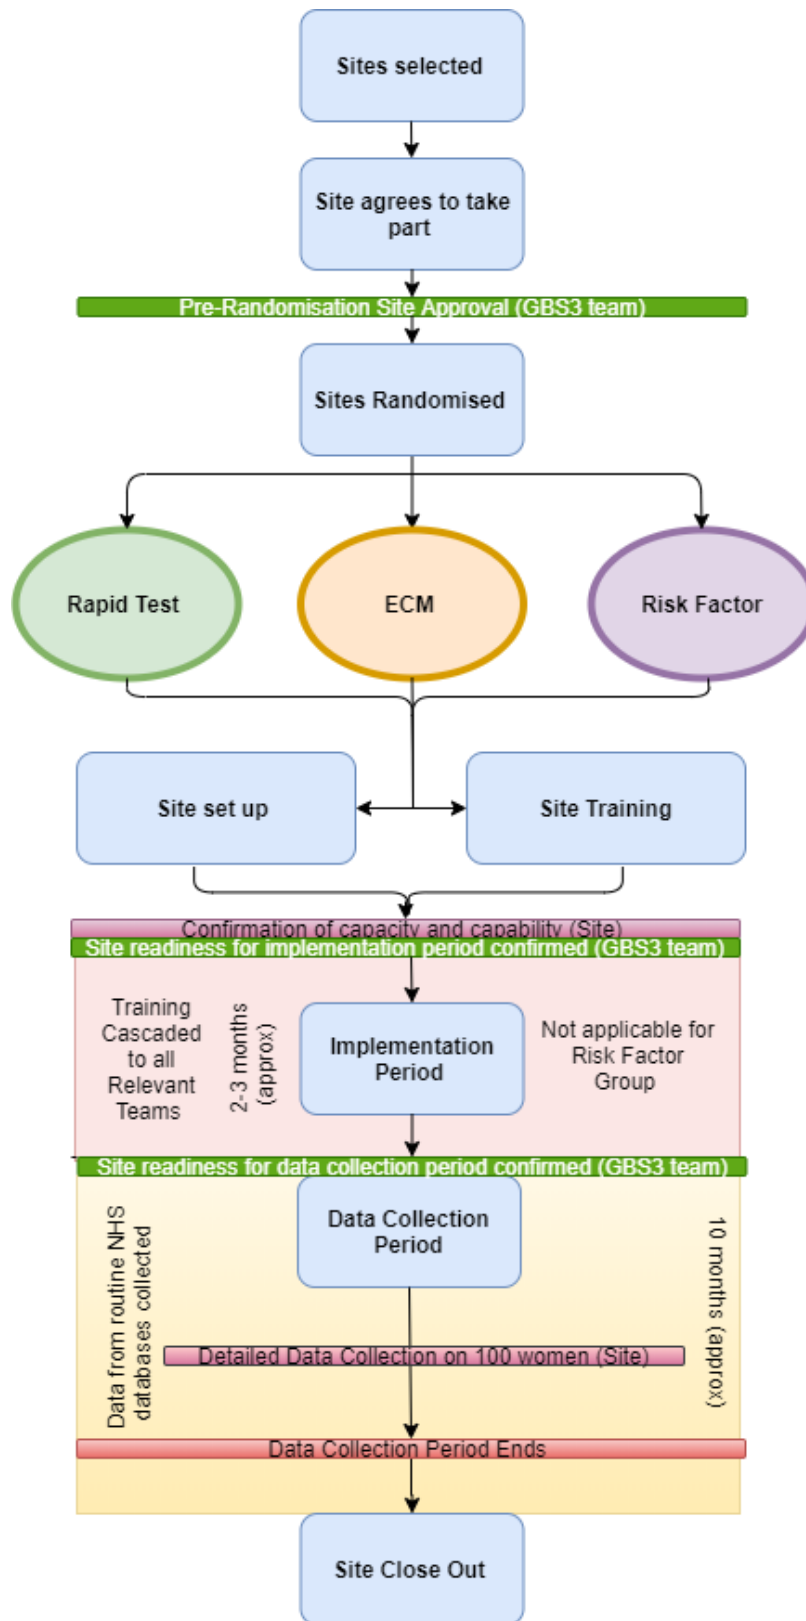 Sites selected
Site agrees to take
part
Pre-Randomisation Site Approval (GBS3 team)
Sites Randomised
Rapid Test
ECM
Risk Factor
Site set up
Site Training
Confirmation of capacity and capability (Site)
Site readiness for implementation period confirmed (GBS3 team)
Training
Cascaded
to all
Relevant
Teams
2-3 months
(approx)
Implementation
Period
Not applicable for
Risk Factor
Group
Site readiness for data collection period confirmed (GBS3 team)
Data from routine NHS
databases collected
Data Collection
Period
10 months (approx)
Detailed Data Collection on 100 women (Site)
Data Collection Period Ends
Site Close Out